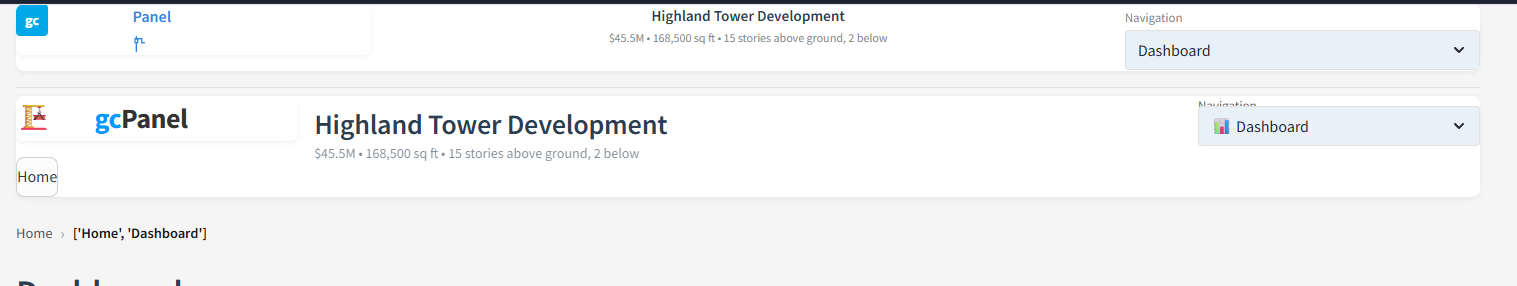 gc
Panel
Highland Tower Development
$45.5M • 168,500 sq ft • 15 stories above ground, 2 below
Navigation
Dashboard
gcPanel
Highland Tower Development
$45.5M • 168,500 sq ft • 15 stories above ground, 2 below
Navigation
Dashboard
Home
Home › ['Home', 'Dashboard']
Dashboard